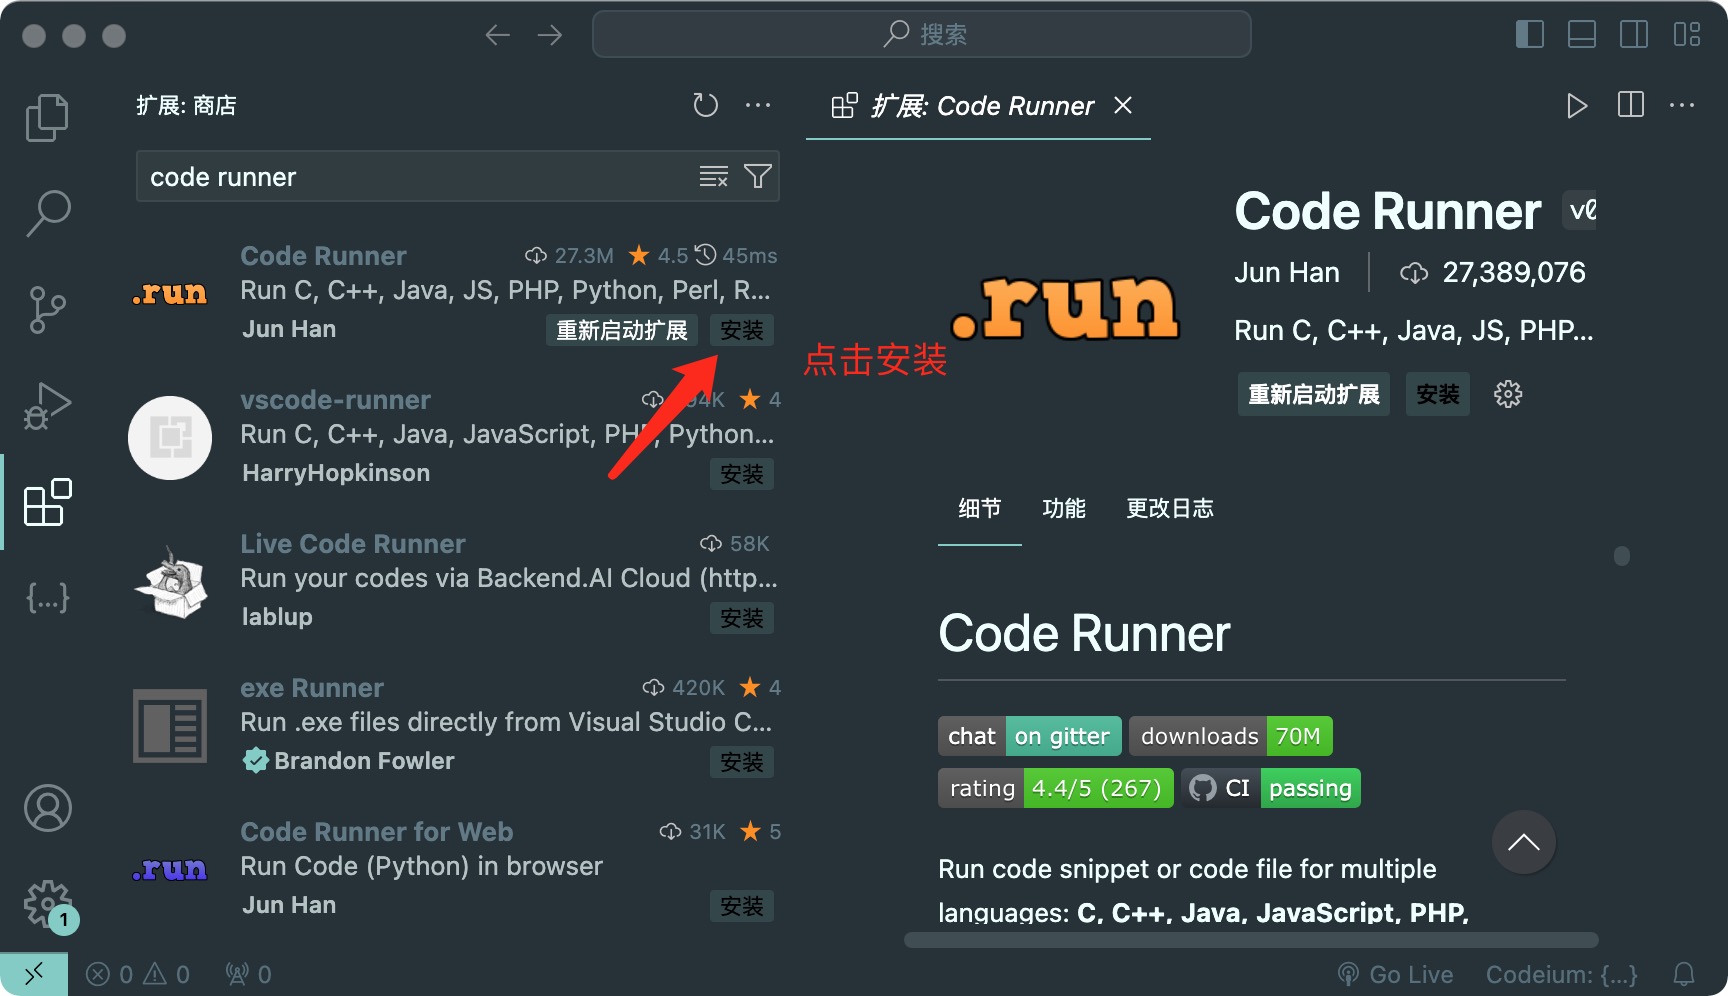 搜索
扩展: 商店
code runner
Code Runner 27.3M 4.5 45ms
.run
Run C, C++, Java, JS, PHP, Python, Perl, R...
Jun Han 重新启动扩展 安装
vscode-runner 4
Run C, C++, Java, JavaScript, PHP, Python...
HarryHopkinson 安装
Live Code Runner 58K
Run your codes via Backend.AI Cloud (http...
lablup 安装
exe Runner 420K 4
Run .exe files directly from Visual Studio C...
Brandon Fowler 安装
Code Runner for Web 31K 5
.run
Run Code (Python) in browser
Jun Han 安装
点击安装
扩展: Code Runner
.run
Code Runner v0
Jun Han 27,389,076
Run C, C++, Java, JS, PHP...
重新启动扩展 安装
细节 功能 更改日志
Code Runner
chat on gitter downloads 70M
rating 4.4/5 (267) CI passing
Run code snippet or code file for multiple
languages: C, C++, Java, JavaScript, PHP,
{...}
1
0 0 0 Go Live Codeium: {...}